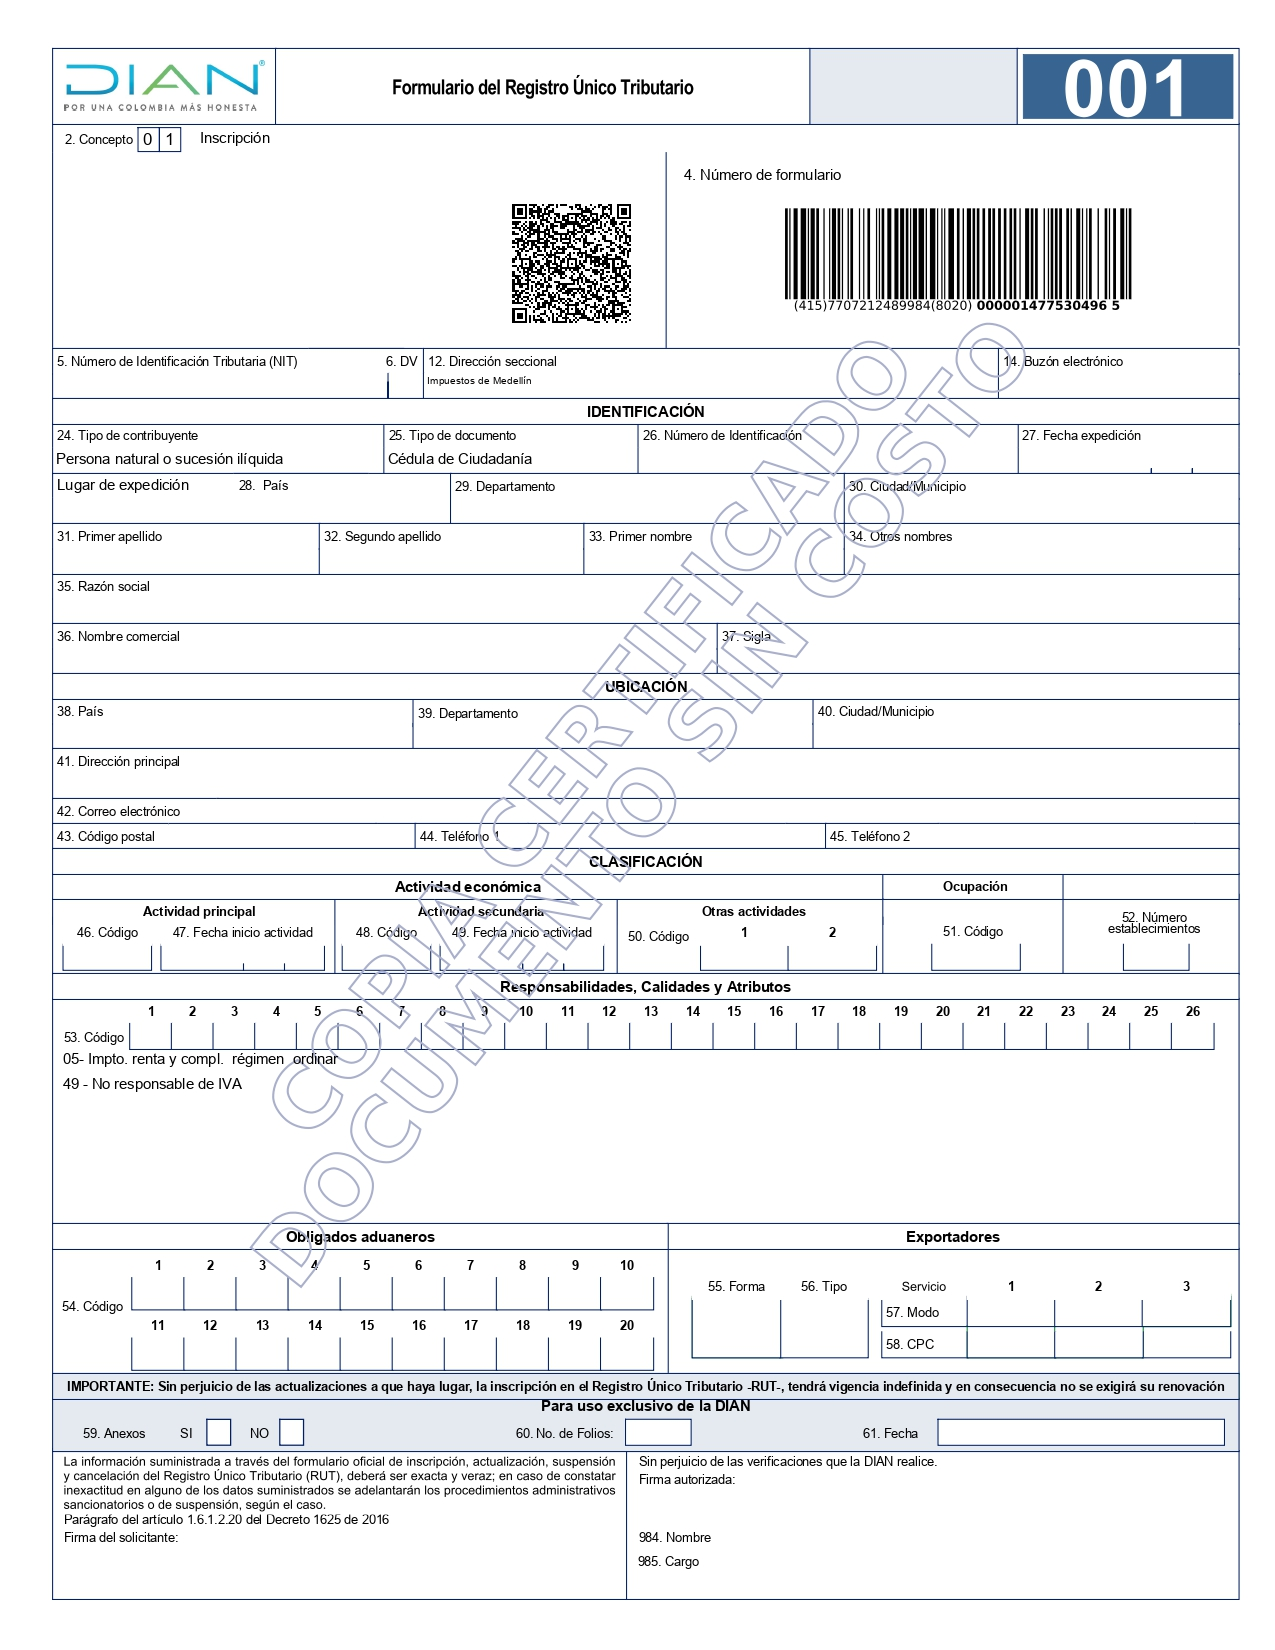 DIAN®
POR UNA COLOMBIA MÁS HONESTA
Formulario del Registro Único Tributario
001
2. Concepto 0 1 Inscripción
4. Número de formulario
(415)7707212489984(8020) 000001477530496 5
5. Número de Identificación Tributaria (NIT) 6. DV 12. Dirección seccional 14. Buzón electrónico
Impuestos de Medellín
IDENTIFICACIÓN
24. Tipo de contribuyente 25. Tipo de documento 26. Número de Identificación 27. Fecha expedición
Persona natural o sucesión ilíquida Cédula de Ciudadanía
Lugar de expedición 28. País 29. Departamento 30. Ciudad/Municipio
31. Primer apellido 32. Segundo apellido 33. Primer nombre 34. Otros nombres
35. Razón social
36. Nombre comercial 37. Sigla
UBICACIÓN
38. País 39. Departamento 40. Ciudad/Municipio
41. Dirección principal
42. Correo electrónico
43. Código postal 44. Teléfono 1 45. Teléfono 2
CLASIFICACIÓN
Actividad económica Ocupación
Actividad principal Actividad secundaria Otras actividades 52. Número
establecimientos
46. Código 47. Fecha inicio actividad 48. Código 49. Fecha inicio actividad 50. Código 1 2 51. Código
Responsabilidades, Calidades y Atributos
1 2 3 4 5 6 7 8 9 10 11 12 13 14 15 16 17 18 19 20 21 22 23 24 25 26
53. Código
05- Impto. renta y compl. régimen ordinar
49 - No responsable de IVA
COPIA CERTIFICADO
DOCUMENTO SIN COSTO
Obligados aduaneros Exportadores
1 2 3 4 5 6 7 8 9 10
54. Código
11 12 13 14 15 16 17 18 19 20
55. Forma 56. Tipo Servicio 1 2 3
57. Modo
58. CPC
IMPORTANTE: Sin perjuicio de las actualizaciones a que haya lugar, la inscripción en el Registro Único Tributario -RUT-, tendrá vigencia indefinida y en consecuencia no se exigirá su renovación
Para uso exclusivo de la DIAN
59. Anexos SI NO 60. No. de Folios: 61. Fecha
La información suministrada a través del formulario oficial de inscripción, actualización, suspensión
y cancelación del Registro Único Tributario (RUT), deberá ser exacta y veraz; en caso de constatar
inexactitud en alguno de los datos suministrados se adelantarán los procedimientos administrativos
sancionatorios o de suspensión, según el caso.
Parágrafo del artículo 1.6.1.2.20 del Decreto 1625 de 2016
Firma del solicitante:
Sin perjuicio de las verificaciones que la DIAN realice.
Firma autorizada:
984. Nombre
985. Cargo